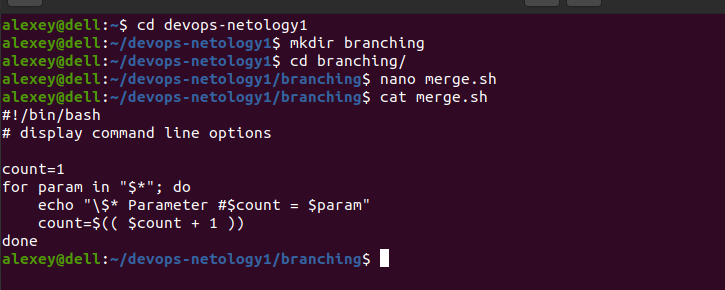 alexey@dell:~$ cd devops-netology1
alexey@dell:~/devops-netology1$ mkdir branching
alexey@dell:~/devops-netology1$ cd branching/
alexey@dell:~/devops-netology1/branching$ nano merge.sh
alexey@dell:~/devops-netology1/branching$ cat merge.sh
#!/bin/bash
# display command line options

count=1
for param in "$*"; do
    echo "\$* Parameter #$count = $param"
    count=$(( $count + 1 ))
done
alexey@dell:~/devops-netology1/branching$